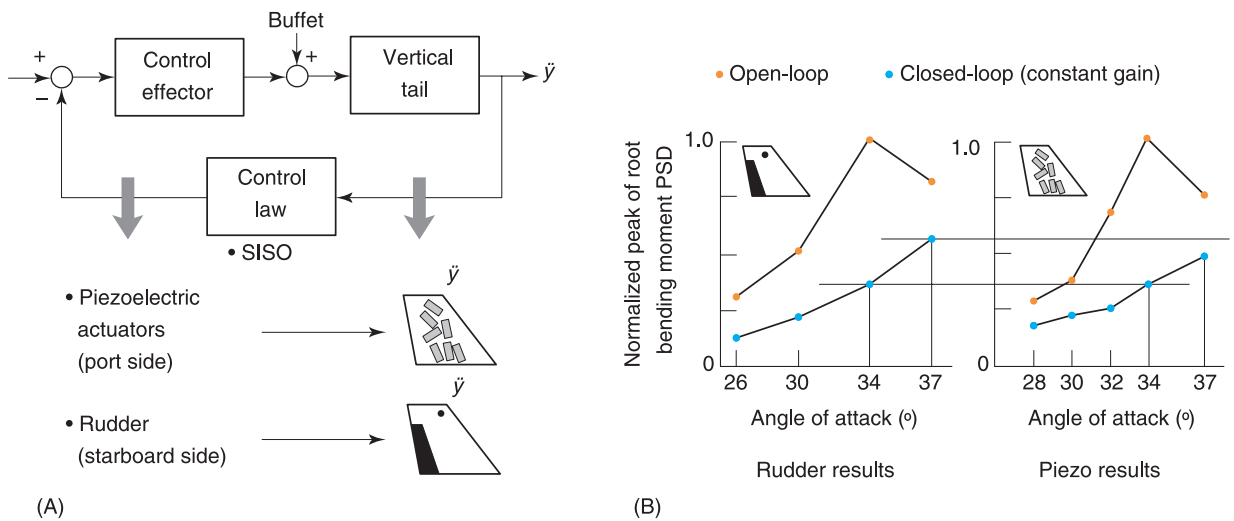 Buffet
+
+
−
Control
effector
Vertical
tail
ÿ
Control
law
• SISO
• Piezoelectric
actuators
(port side)
ÿ
• Rudder
(starboard side)
ÿ
(A)
Open-loop
Closed-loop (constant gain)
Normalized peak of root
bending moment PSD
1.0
0
26 30 34 37
Angle of attack (º)
Rudder results
1.0
0
28 30 32 34 37
Angle of attack (º)
Piezo results
(B)